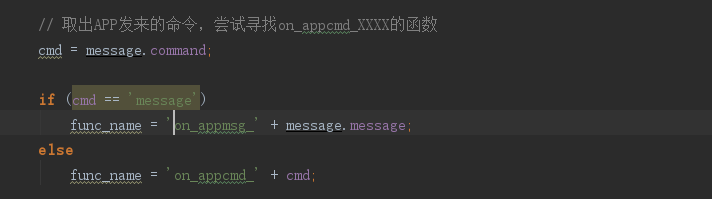 // 取出APP发来的命令，尝试寻找on_appcmd_XXXX的函数
cmd = message.command;
if (cmd == 'message')
func_name = 'on_appmsg_' + message.message;
else
func_name = 'on_appcmd_' + cmd;